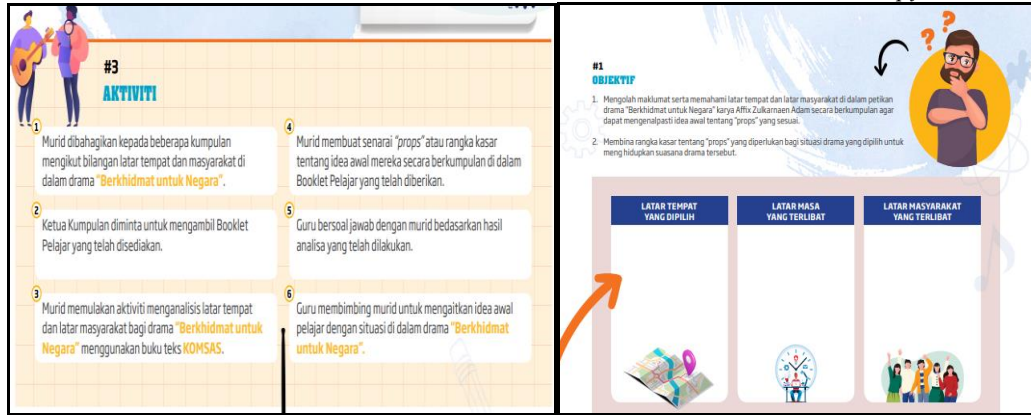 #3
AKTIVITI
1
Murid dibahagikan kepada beberapa kumpulan
mengikut bilangan latar tempat dan masyarakat di
dalam drama "Berkhidmat untuk Negara".
2
Ketua Kumpulan diminta untuk mengambil Booklet
Pelajar yang telah disediakan.
3
Murid memulakan aktiviti menganalisis latar tempat
dan latar masyarakat bagi drama "Berkhidmat untuk
Negara" menggunakan buku teks KOMSAS.
4
Murid membuat senarai "props" atau rangka kasar
tentang idea awal mereka secara berkumpulan di dalam
Booklet Pelajar yang telah diberikan.
5
Guru bersoal jawab dengan murid bedasarkan hasil
analisa yang telah dilakukan.
6
Guru membimbing murid untuk mengaitkan idea awal
pelajar dengan situasi di dalam drama "Berkhidmat
untuk Negara".
#1
OBJEKTIF
1. Mengolah maklumat serta memahami latar tempat dan latar masyarakat di dalam petikan
drama "Berkhidmat untuk Negara" karya Affix Zulkarnaen Adam secara berkumpulan agar
dapat mengenalpasti idea awal tentang "props" yang sesuai.
2. Membina rangka kasar tentang "props" yang diperlukan bagi situasi drama yang dipilih untuk
meng hidupkan suasana drama tersebut.
???
LATAR TEMPAT
YANG DIPILIH
LATAR MASA
YANG TERLIBAT
LATAR MASYARAKAT
YANG TERLIBAT